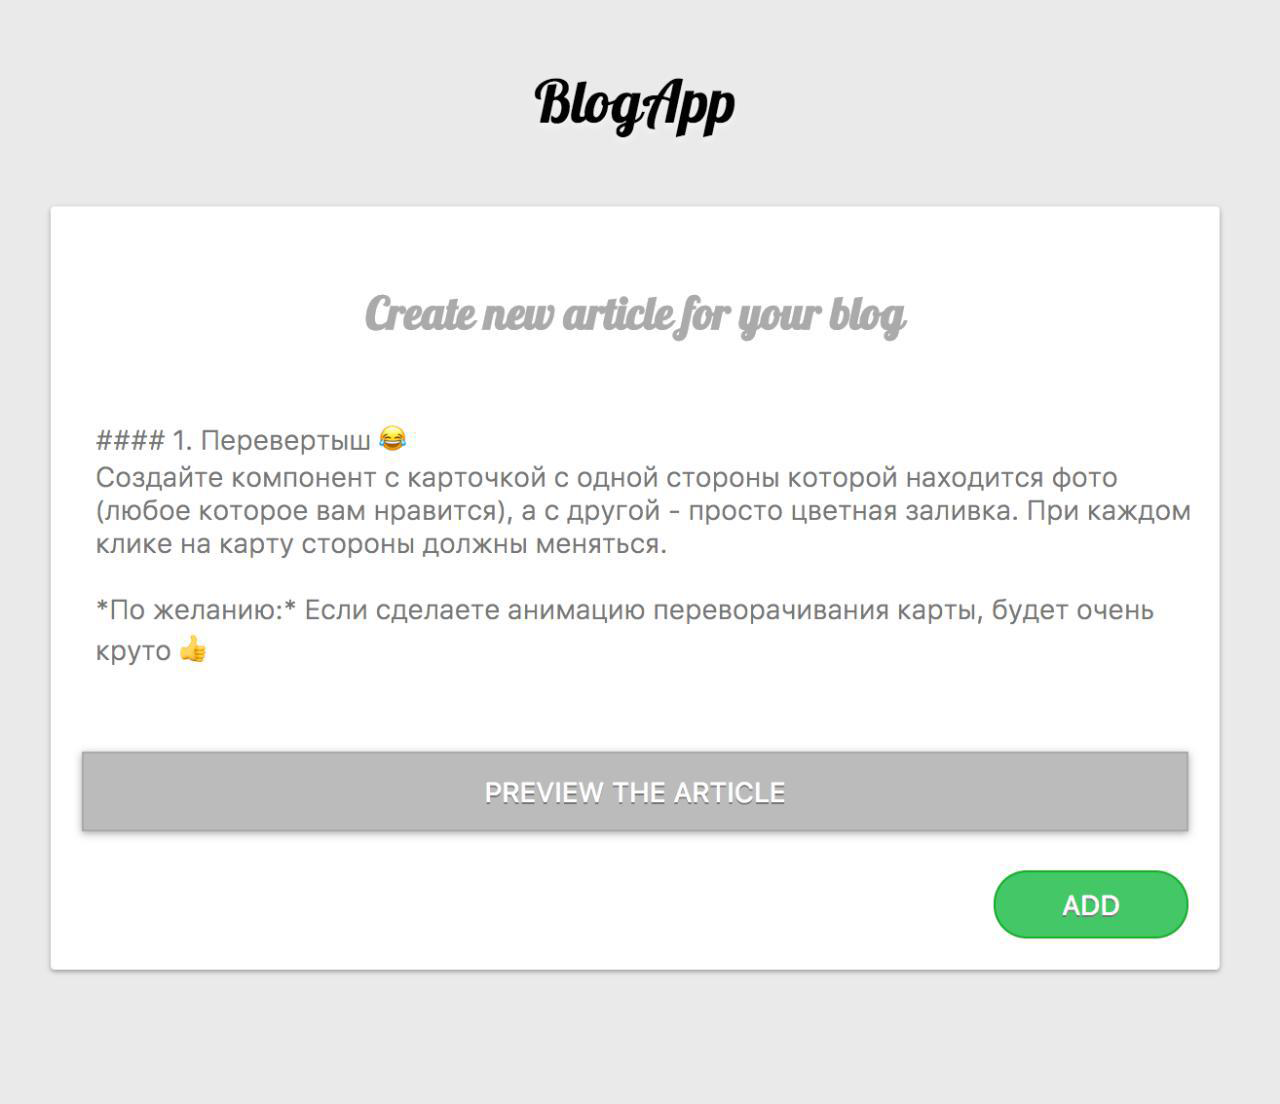 BlogApp
Create new article for your blog
#### 1. Перевертыш 😂
Создайте компонент с карточкой с одной стороны которой находится фото
(любое которое вам нравится), а с другой - просто цветная заливка. При каждом
клике на карту стороны должны меняться.
*По желанию:* Если сделаете анимацию переворачивания карты, будет очень
круто 👍
PREVIEW THE ARTICLE
ADD